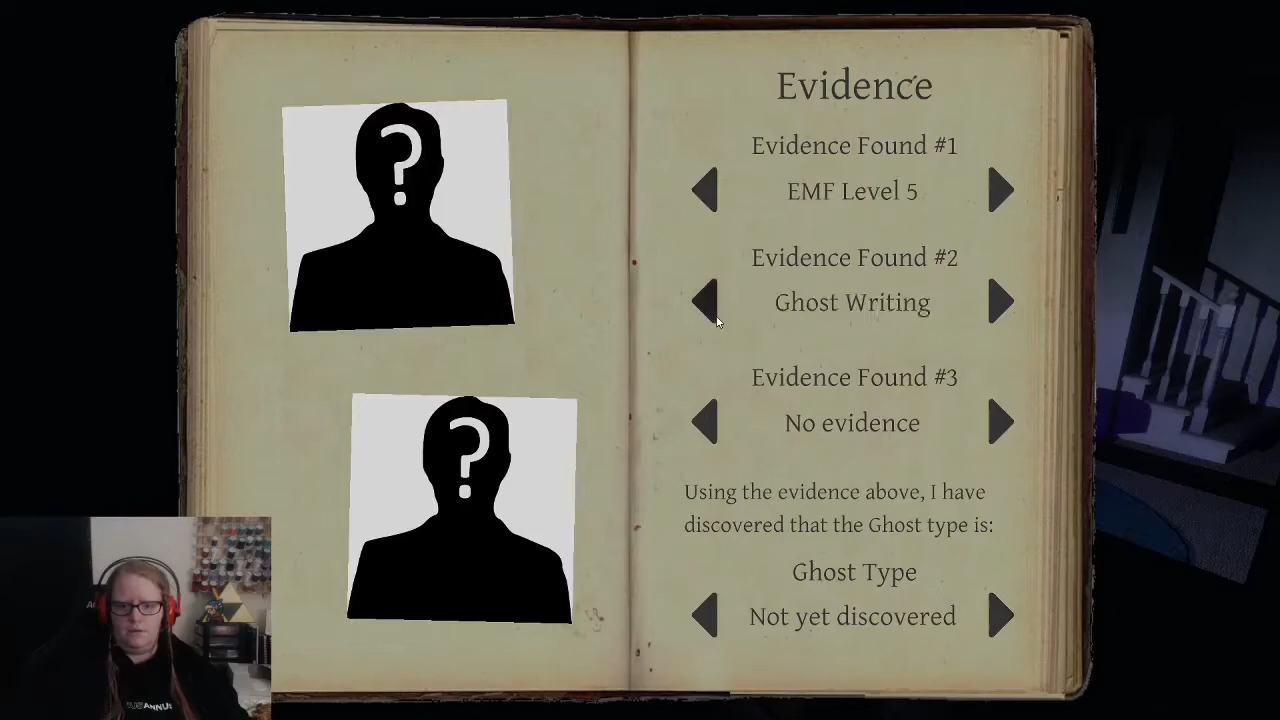 Evidence
Evidence Found #1
EMF Level 5
Evidence Found #2
Ghost Writing
Evidence Found #3
No evidence
Using the evidence above, I have
discovered that the Ghost type is:
Ghost Type
Not yet discovered